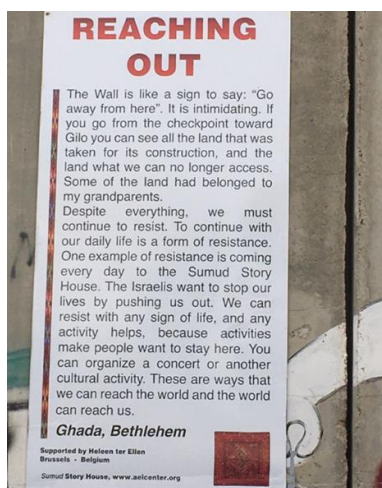 REACHING
OUT
The Wall is like a sign to say: “Go
away from here”. It is intimidating. If
you go from the checkpoint toward
Gilo you can see all the land that was
taken for its construction, and the
land what we can no longer access.
Some of the land had belonged to
my grandparents.
Despite everything, we must
continue to resist. To continue with
our daily life is a form of resistance.
One example of resistance is coming
every day to the Sumud Story
House. The Israelis want to stop our
lives by pushing us out. We can
resist with any sign of life, and any
activity helps, because activities
make people want to stay here. You
can organize a concert or another
cultural activity. These are ways that
we can reach the world and the world
can reach us.
Ghada, Bethlehem
Supported by Heleen ter Ellen
Brussels - Belgium
Sumud Story House, www.aeicenter.org